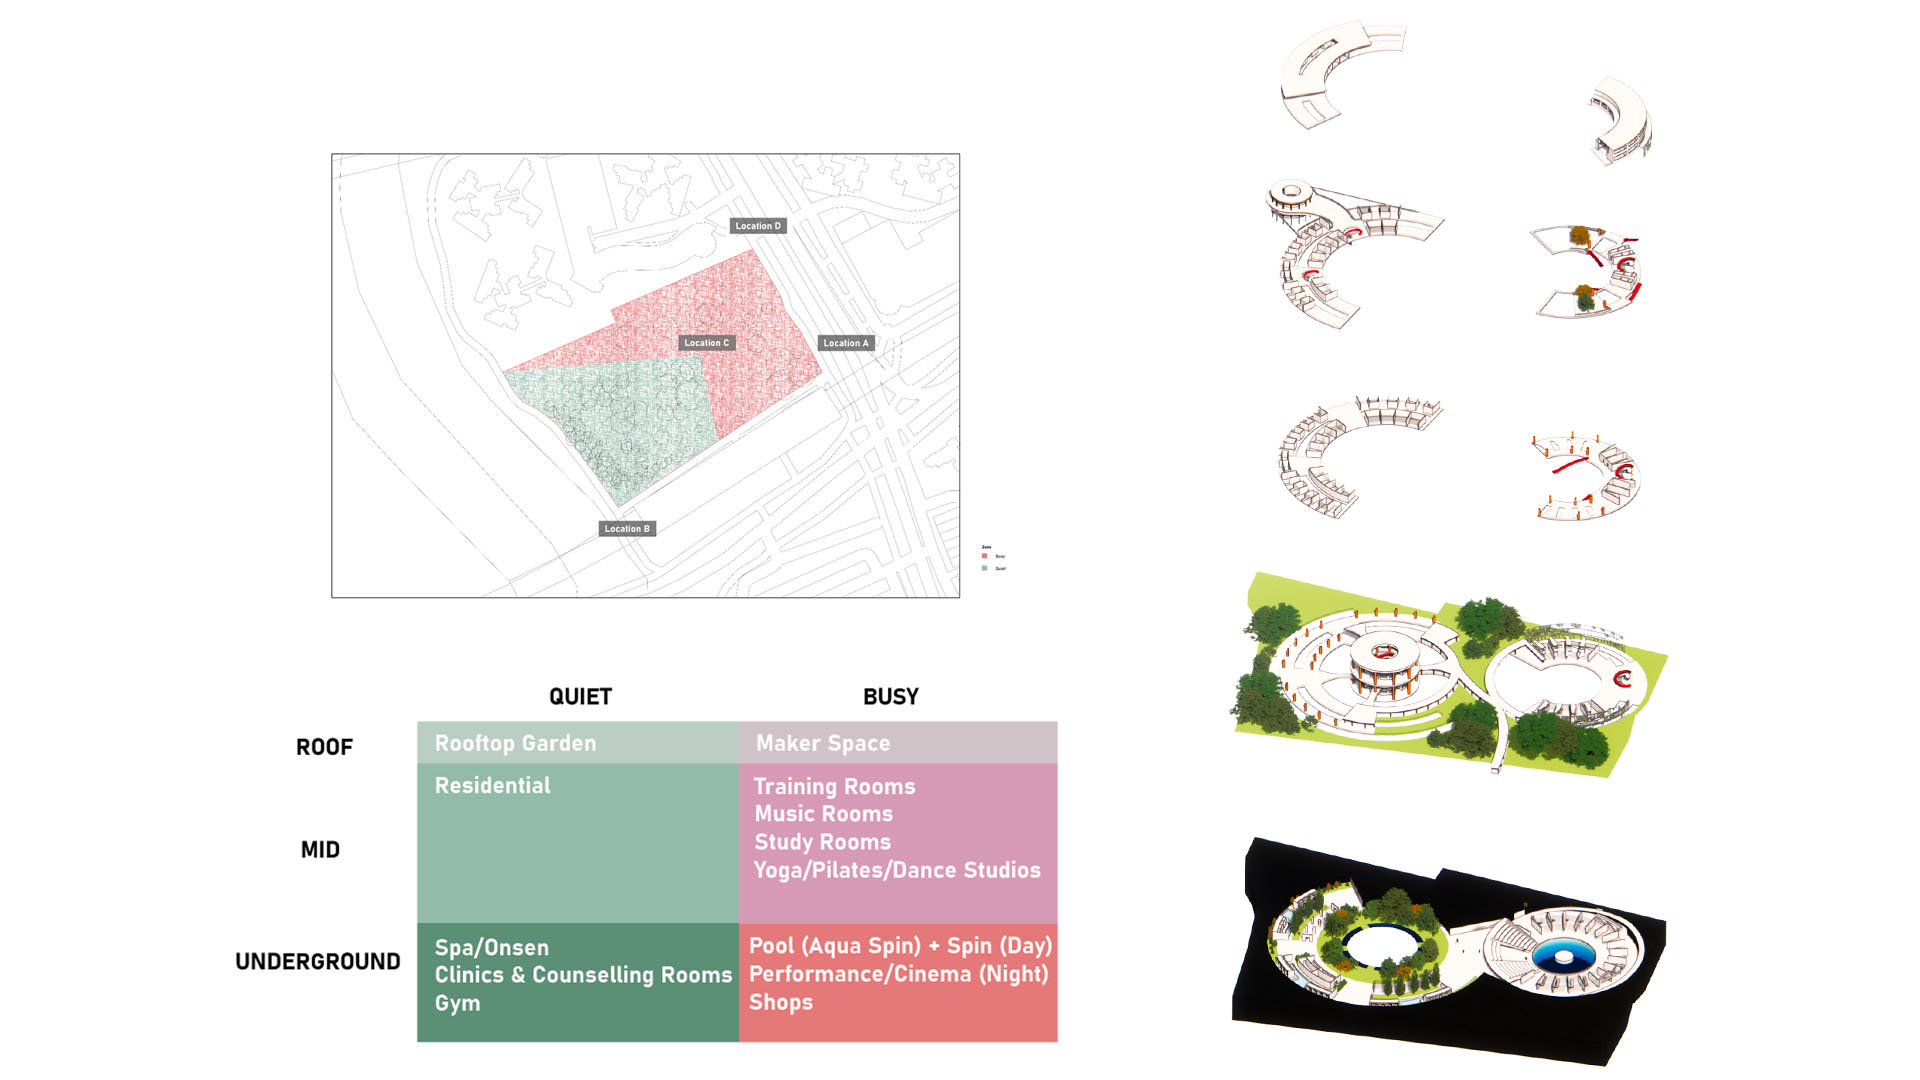 Location D
Location C
Location A
Location B
Zone
Busy
Quiet
QUIET
BUSY
ROOF
Rooftop Garden
Maker Space
MID
Residential
Training Rooms
Music Rooms
Study Rooms
Yoga/Pilates/Dance Studios
UNDERGROUND
Spa/Onsen
Clinics & Counselling Rooms
Gym
Pool (Aqua Spin) + Spin (Day)
Performance/Cinema (Night)
Shops